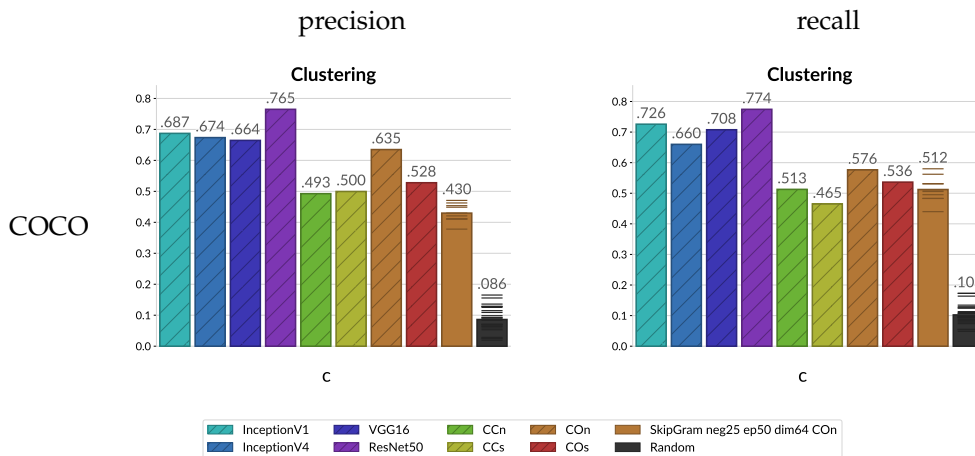 precision
recall
Clustering
Clustering
COCO
0.8
0.7
0.6
0.5
0.4
0.3
0.2
0.1
0.0
.687
.674
.664
.765
.493
.500
.635
.528
.430
.086
c
0.8
0.7
0.6
0.5
0.4
0.3
0.2
0.1
0.0
.726
.660
.708
.774
.513
.465
.576
.536
.512
.10
c
InceptionV1
VGG16
CCn
COn
SkipGram neg25 ep50 dim64 COn
InceptionV4
ResNet50
CCs
COs
Random